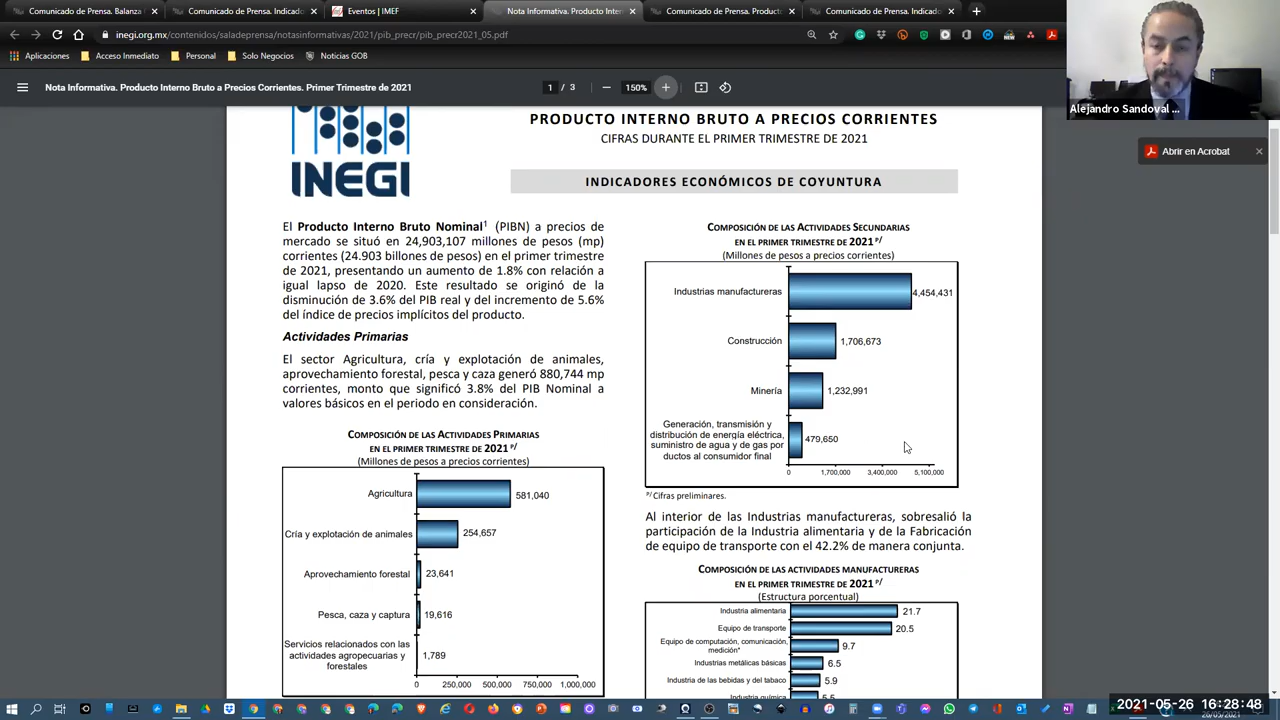 Comunicado de Prensa. Balanza C
Comunicado de Prensa. Indicado
Eventos | IMEF
Nota Informativa. Producto Inter
Comunicado de Prensa. Produc
Comunicado de Prensa. Indicado
inegi.org.mx/contenidos/saladeprensa/notasinformativas/2021/pib_precr/pib_precr2021_05.pdf
Aplicaciones
Acceso Inmediato
Personal
Solo Negocios
Noticias GOB
Nota Informativa. Producto Interno Bruto a Precios Corrientes. Primer Trimestre de 2021
1 / 3
150%
Alejandro Sandoval ...
Abrir en Acrobat
INEGI
PRODUCTO INTERNO BRUTO A PRECIOS CORRIENTES
CIFRAS DURANTE EL PRIMER TRIMESTRE DE 2021
INDICADORES ECONÓMICOS DE COYUNTURA
El Producto Interno Bruto Nominal1 (PIBN) a precios de
mercado se situó en 24,903,107 millones de pesos (mp)
corrientes (24.903 billones de pesos) en el primer trimestre
de 2021, presentando un aumento de 1.8% con relación a
igual lapso de 2020. Este resultado se originó de la
disminución de 3.6% del PIB real y del incremento de 5.6%
del índice de precios implícitos del producto.
Actividades Primarias
El sector Agricultura, cría y explotación de animales,
aprovechamiento forestal, pesca y caza generó 880,744 mp
corrientes, monto que significó 3.8% del PIB Nominal a
valores básicos en el periodo en consideración.
COMPOSICIÓN DE LAS ACTIVIDADES PRIMARIAS
EN EL PRIMER TRIMESTRE DE 2021 p/
(Millones de pesos a precios corrientes)
Agricultura 581,040
Cría y explotación de animales 254,657
Aprovechamiento forestal 23,641
Pesca, caza y captura 19,616
Servicios relacionados con las
actividades agropecuarias y 1,789
forestales
0 250,000 500,000 750,000 1,000,000
COMPOSICIÓN DE LAS ACTIVIDADES SECUNDARIAS
EN EL PRIMER TRIMESTRE DE 2021 p/
(Millones de pesos a precios corrientes)
Industrias manufactureras 4,454,431
Construcción 1,706,673
Minería 1,232,991
Generación, transmisión y
distribución de energía eléctrica, 479,650
suministro de agua y de gas por
ductos al consumidor final
0 1,700,000 3,400,000 5,100,000
p/ Cifras preliminares.
Al interior de las Industrias manufactureras, sobresalió la
participación de la Industria alimentaria y de la Fabricación
de equipo de transporte con el 42.2% de manera conjunta.
COMPOSICIÓN DE LAS ACTIVIDADES MANUFACTURERAS
EN EL PRIMER TRIMESTRE DE 2021 p/
(Estructura porcentual)
Industria alimentaria 21.7
Equipo de transporte 20.5
Equipo de computación, comunicación,
medición* 9.7
Industrias metálicas básicas 6.5
Industria de las bebidas y del tabaco 5.9
Industria química 5.5
2021-05-26 16:28:48